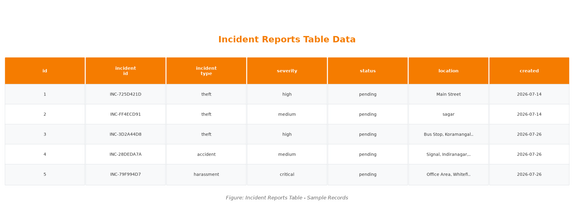 Incident Reports Table Data
id incident id incident type severity status location created
1 INC-725D421D theft high pending Main Street 2026-07-14
2 INC-FF4ECD91 theft medium pending sagar 2026-07-14
3 INC-3D2A44D8 theft high pending Bus Stop, Koramangal.. 2026-07-26
4 INC-28DEDA7A accident medium pending Signal, Indiranagar... 2026-07-26
5 INC-79F994D7 harassment critical pending Office Area, Whitefi.. 2026-07-26
Figure: Incident Reports Table - Sample Records